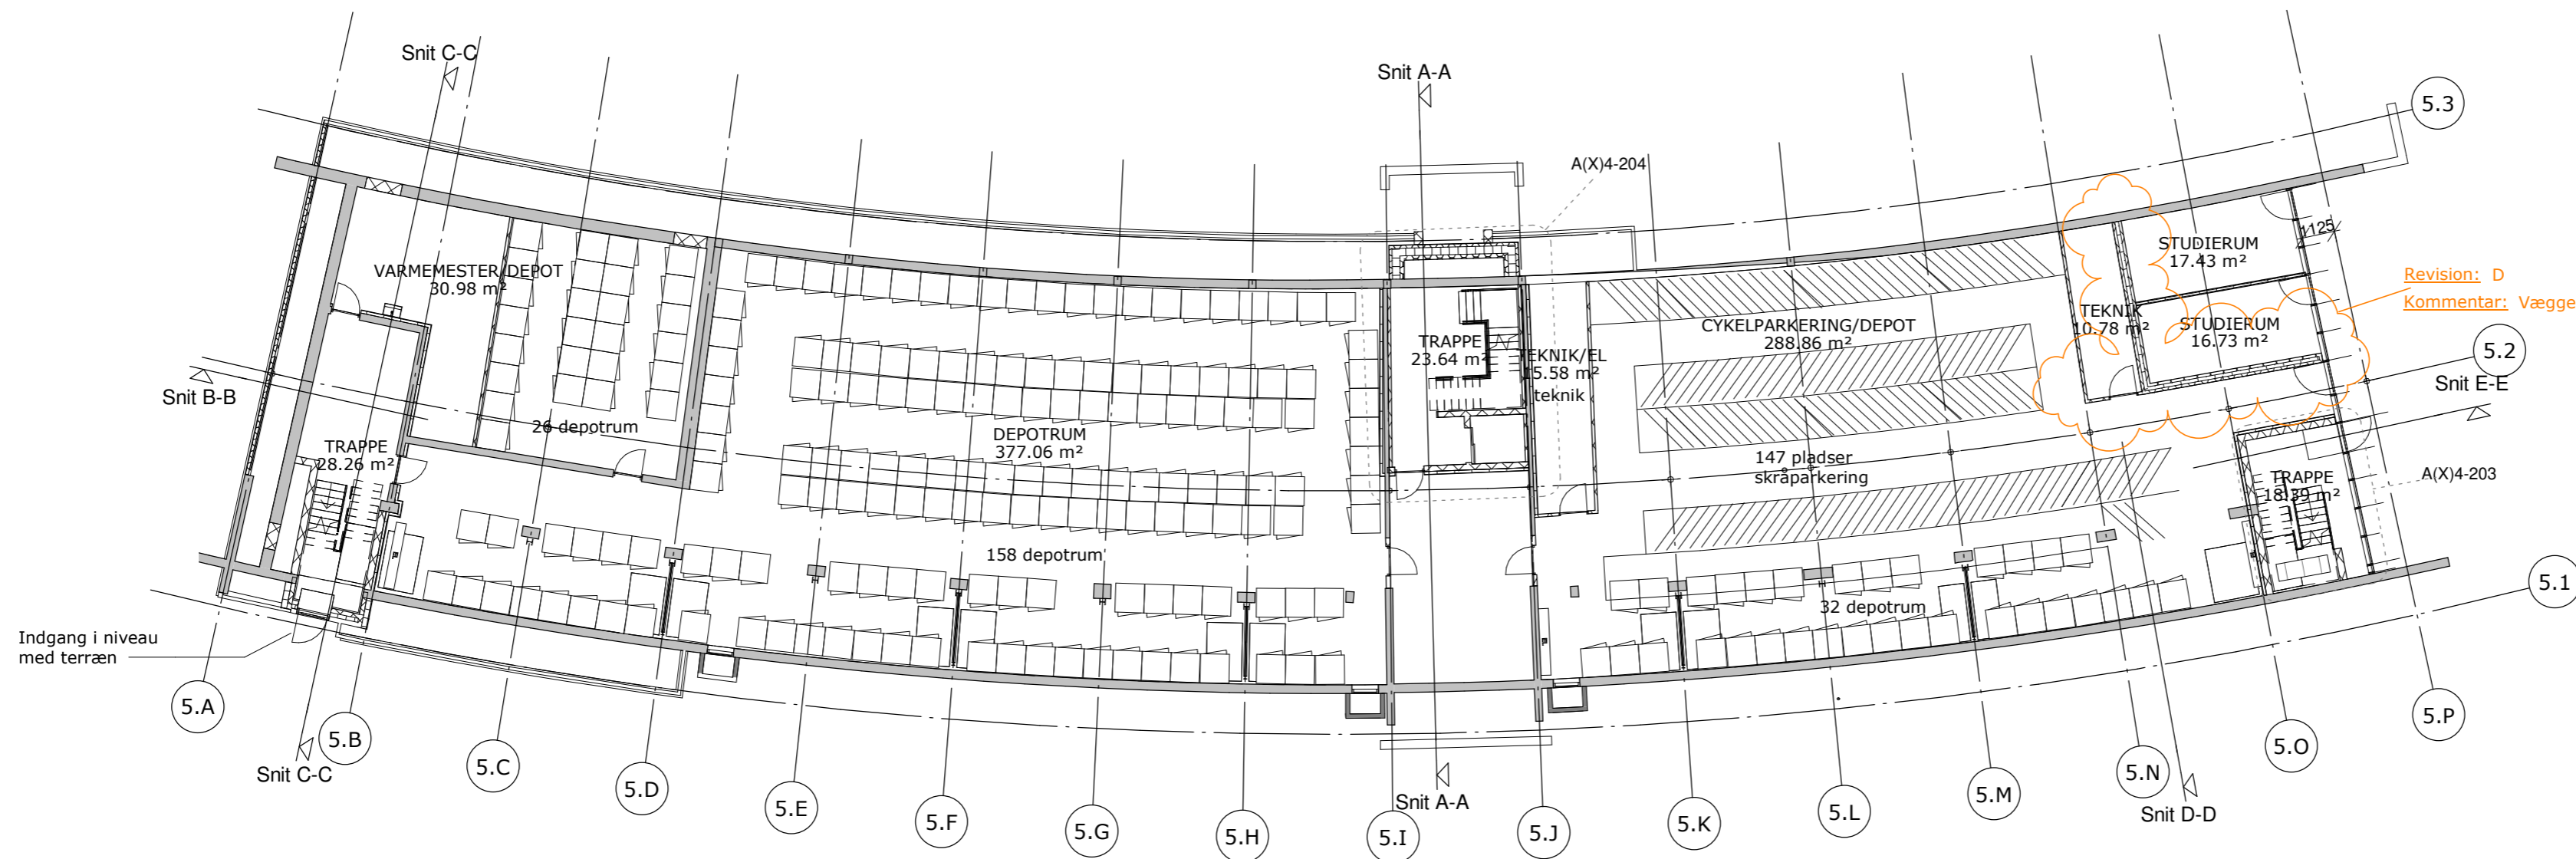 Snit C-C
Snit A-A
5.3
A(X)4-204
1125
VARMEMESTER/DEPOT
30.98 m²
STUDIERUM
17.43 m²
Revision: D
Kommentar: Vægge
TEKNIK
10.78 m²
STUDIERUM
16.73 m²
CYKELPARKERING/DEPOT
288.86 m²
TRAPPE
23.64 m²
TEKNIK/EL
15.58 m²
teknik
5.2
Snit E-E
Snit B-B
26 depotrum
DEPOTRUM
377.06 m²
TRAPPE
28.26 m²
147 pladser
skråparkering
TRAPPE
18.39 m²
A(X)4-203
158 depotrum
32 depotrum
5.1
Indgang i niveau
med terræn
5.A
5.B
5.C
5.D
5.E
5.F
5.G
5.H
5.I
5.J
5.K
5.L
5.M
5.N
5.O
5.P
Snit C-C
Snit A-A
Snit D-D